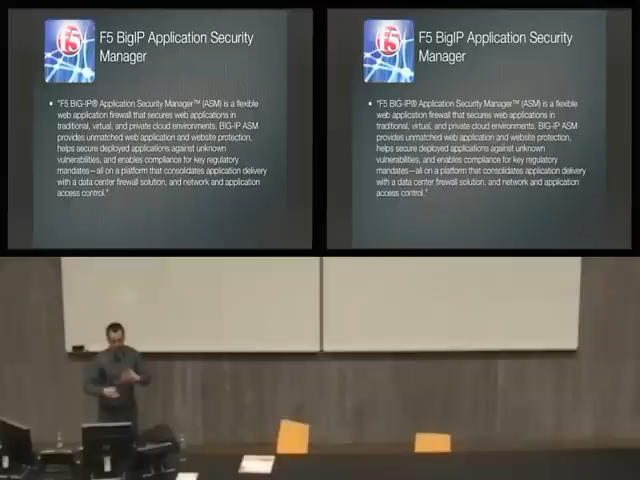 f5
F5 BigIP Application Security
Manager
• "F5 BIG-IP® Application Security Manager™ (ASM) is a flexible
web application firewall that secures web applications in
traditional, virtual, and private cloud environments. BIG-IP ASM
provides unmatched web application and website protection,
helps secure deployed applications against unknown
vulnerabilities, and enables compliance for key regulatory
mandates—all on a platform that consolidates application delivery
with a data center firewall solution, and network and application
access control."
f5
F5 BigIP Application Security
Manager
• "F5 BIG-IP® Application Security Manager™ (ASM) is a flexible
web application firewall that secures web applications in
traditional, virtual, and private cloud environments. BIG-IP ASM
provides unmatched web application and website protection,
helps secure deployed applications against unknown
vulnerabilities, and enables compliance for key regulatory
mandates—all on a platform that consolidates application delivery
with a data center firewall solution, and network and application
access control."